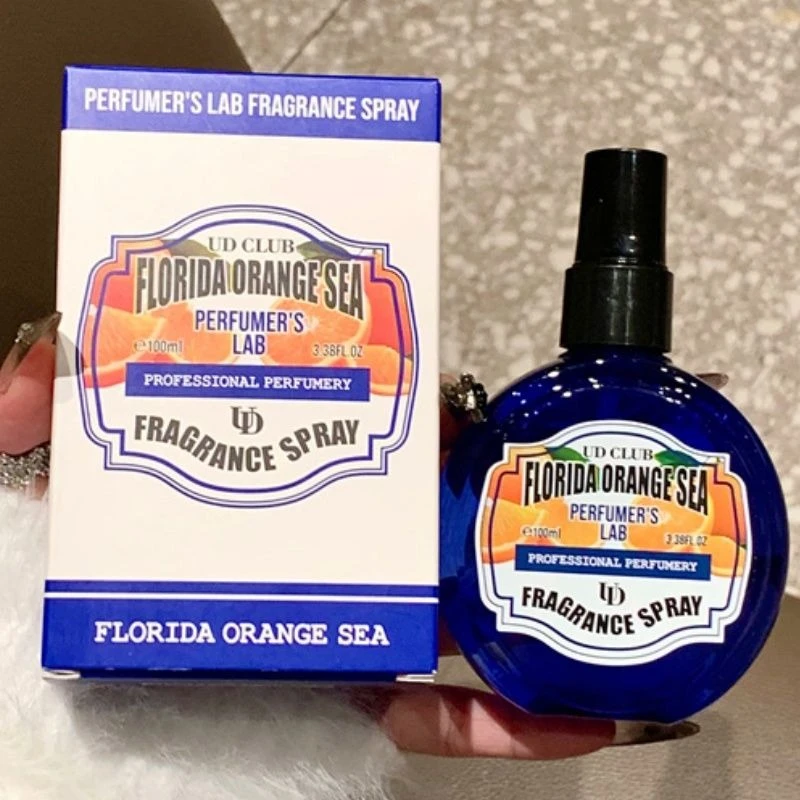 PERFUMER'S LAB FRAGRANCE SPRAY
UD CLUB
FLORIDA ORANGE SEA
PERFUMER'S
LAB
℮100ml
3.38FL.OZ
PROFESSIONAL PERFUMERY
UD
FRAGRANCE SPRAY
FLORIDA ORANGE SEA
UD CLUB
FLORIDA ORANGE SEA
PERFUMER'S
LAB
℮100ml
3.38FL.OZ
PROFESSIONAL PERFUMERY
UD
FRAGRANCE SPRAY